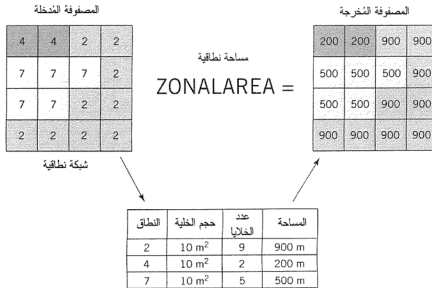 المصفوفة المدخلة
4 4 2 2
7 7 7 2
7 7 2 2
2 2 2 2
شبكة نطاقية
مساحة نطاقية
ZONALAREA =
المصفوفة المُخرجة
200 200 900 900
500 500 500 900
500 500 900 900
900 900 900 900
النطاق حجم الخلية عدد الخلايا المساحة
2 10 m² 9 900 m
4 10 m² 2 200 m
7 10 m² 5 500 m